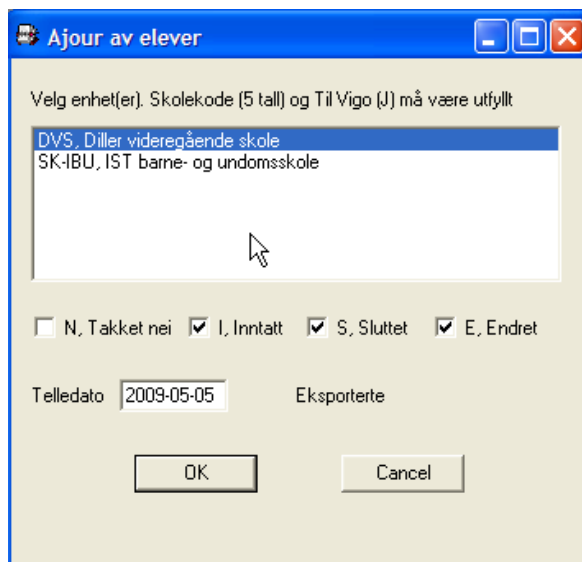 Ajour av elever
Velg enhet(er). Skolekode (5 tall) og Til Vigo (J) må være utfyllt
DVS, Diller videregående skole
SK-IBU, IST barne- og undomsskole
N, Takket nei I, Inntatt S, Sluttet E, Endret
Telledato 2009-05-05 Eksporterte
OK Cancel